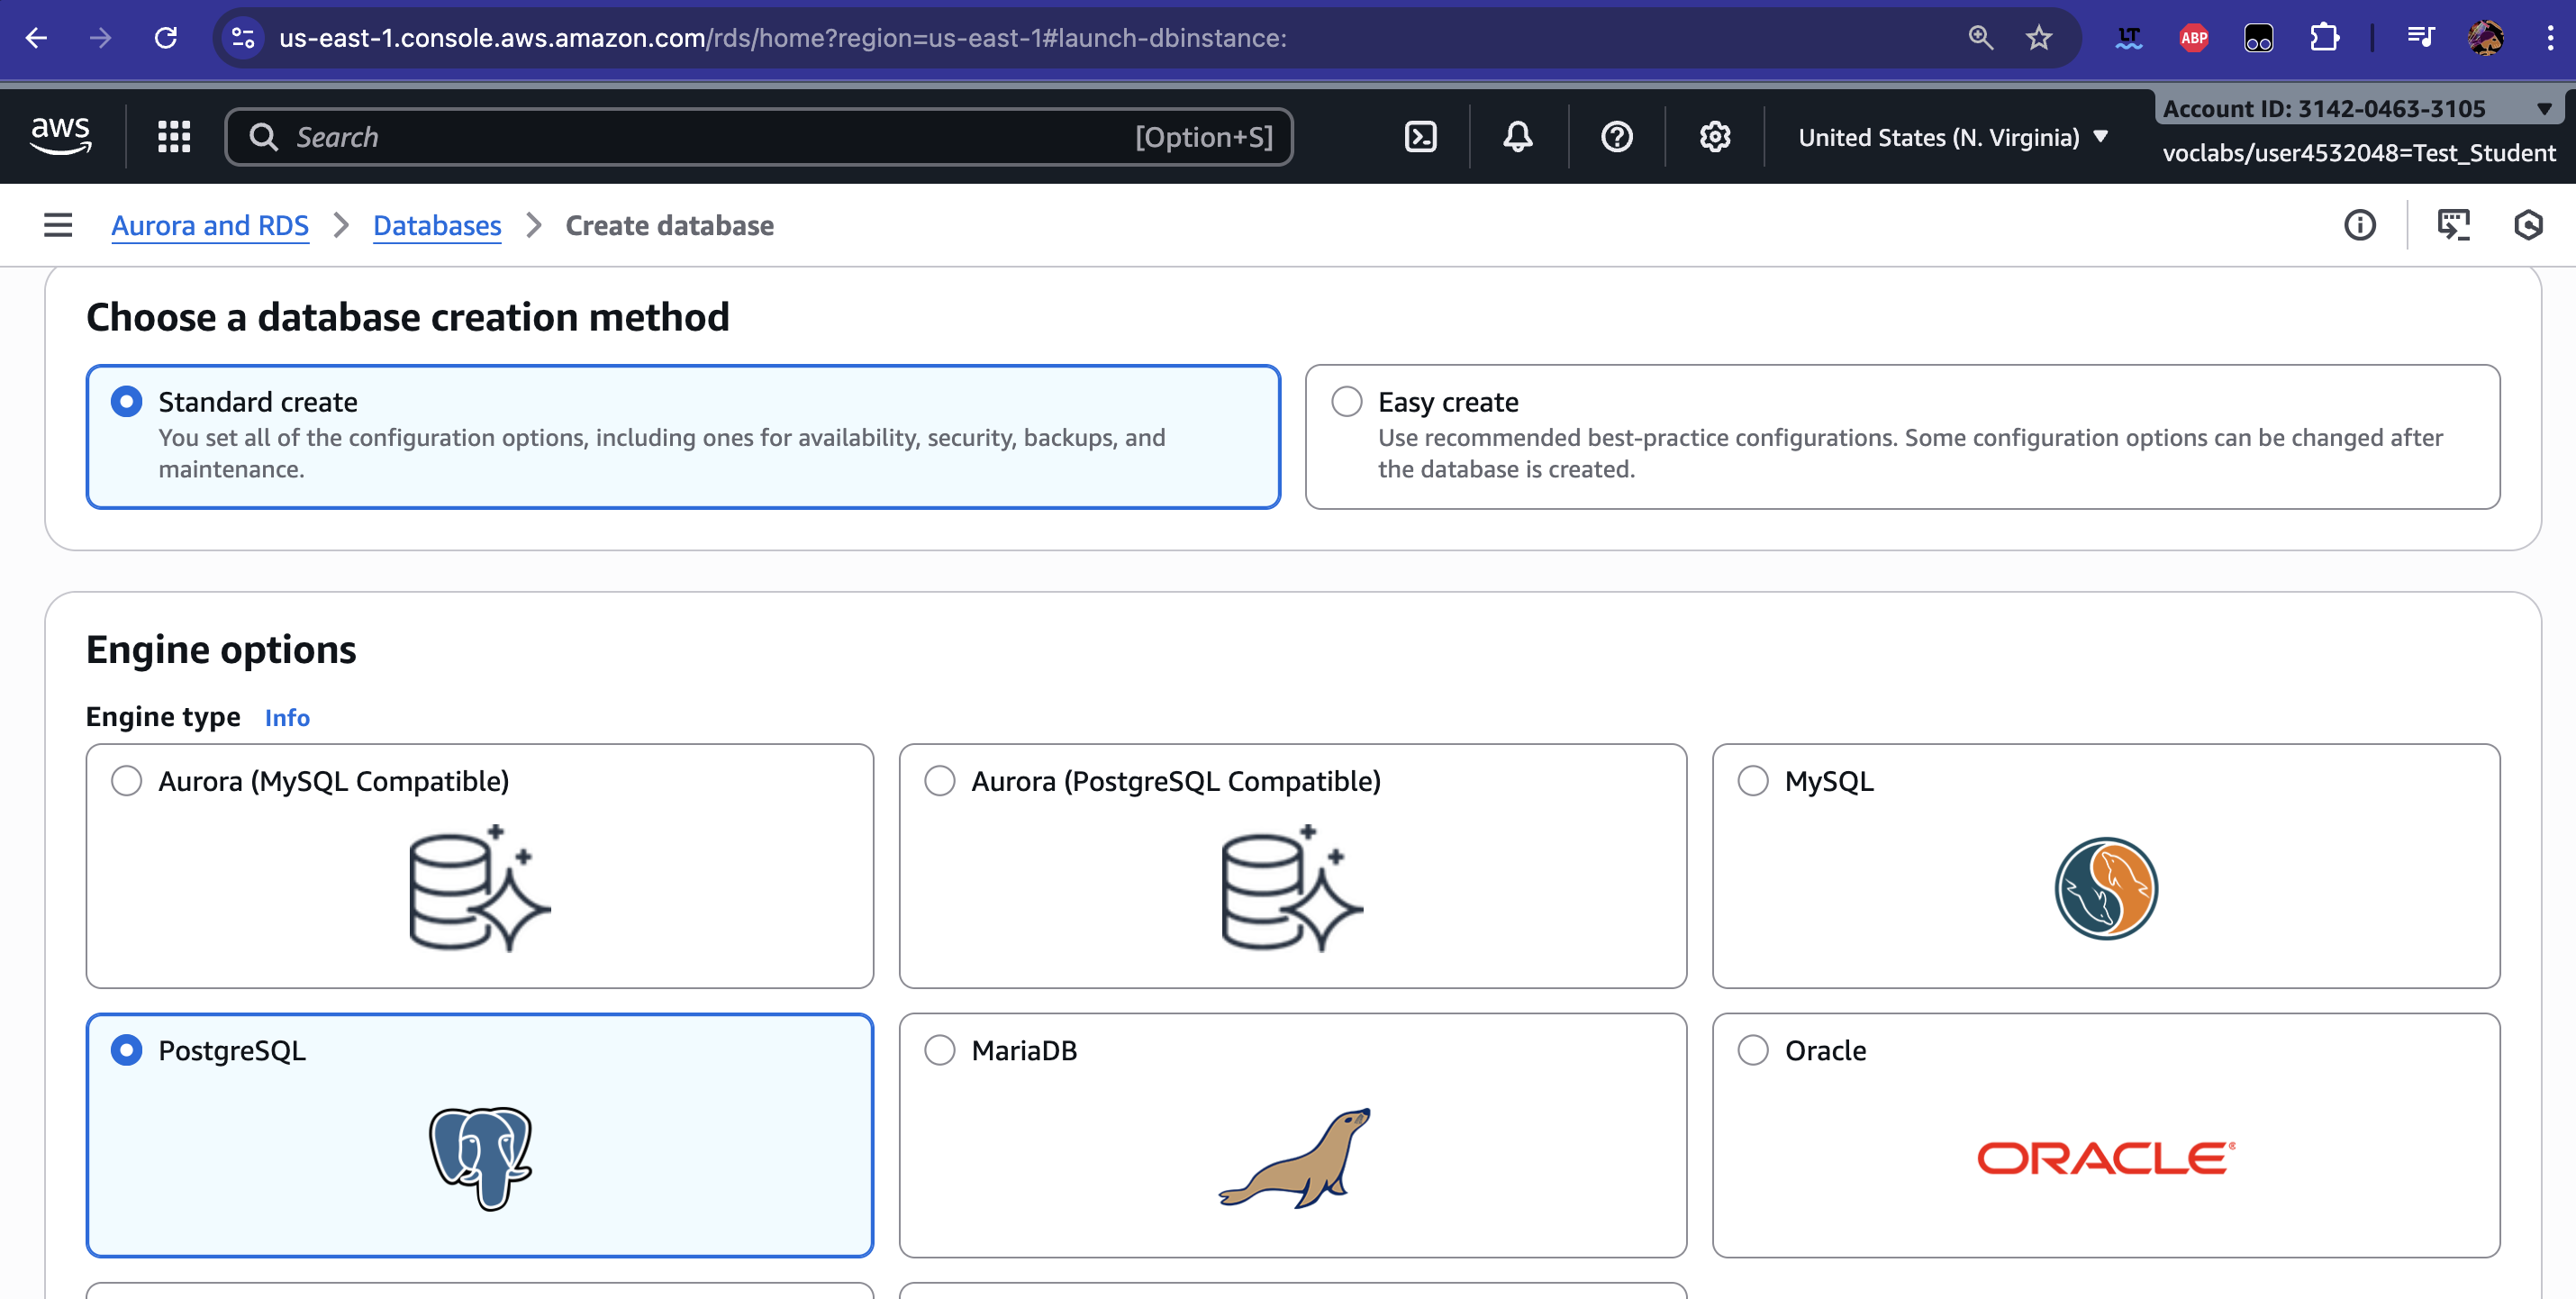 us-east-1.console.aws.amazon.com/rds/home?region=us-east-1#launch-dbinstance:
LT
ABP
aws
Search
[Option+S]
United States (N. Virginia)
Account ID: 3142-0463-3105
voclabs/user4532048=Test_Student
Aurora and RDS
Databases
Create database
Choose a database creation method
Standard create
You set all of the configuration options, including ones for availability, security, backups, and
maintenance.
Easy create
Use recommended best-practice configurations. Some configuration options can be changed after
the database is created.
Engine options
Engine type Info
Aurora (MySQL Compatible)
Aurora (PostgreSQL Compatible)
MySQL
PostgreSQL
MariaDB
Oracle
ORACLE